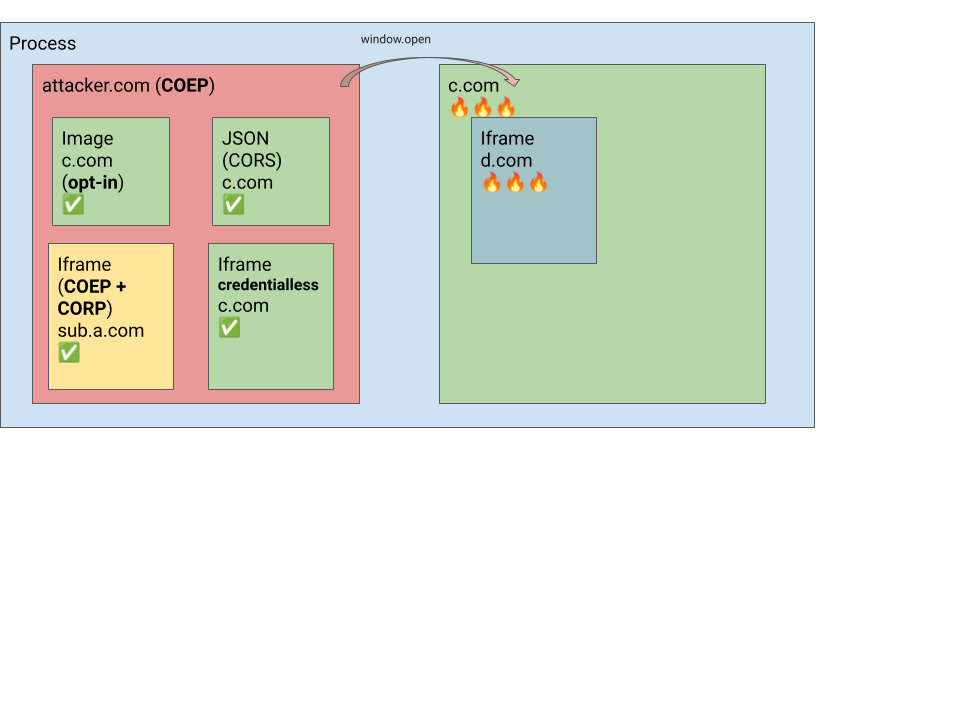 Process
window.open
attacker.com (COEP)
Image
c.com
(opt-in)
✅
JSON
(CORS)
c.com
✅
Iframe
(COEP +
CORP)
sub.a.com
✅
Iframe
credentialless
c.com
✅
c.com
🔥🔥🔥
Iframe
d.com
🔥🔥🔥